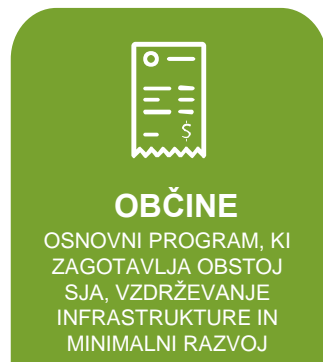 $
OBČINE
OSNOVNI PROGRAM, KI
ZAGOTAVLJA OBSTOJ
SJA, VZDRŽEVANJE
INFRASTRUKTURE IN
MINIMALNI RAZVOJ